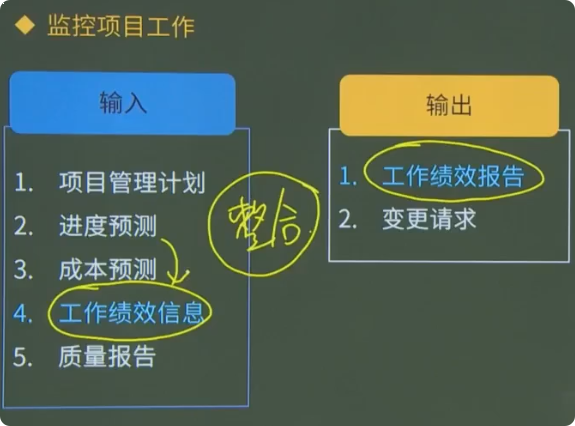 监控项目工作
输入
1. 项目管理计划
2. 进度预测
3. 成本预测
4. 工作绩效信息
5. 质量报告
整合
输出
1. 工作绩效报告
2. 变更请求